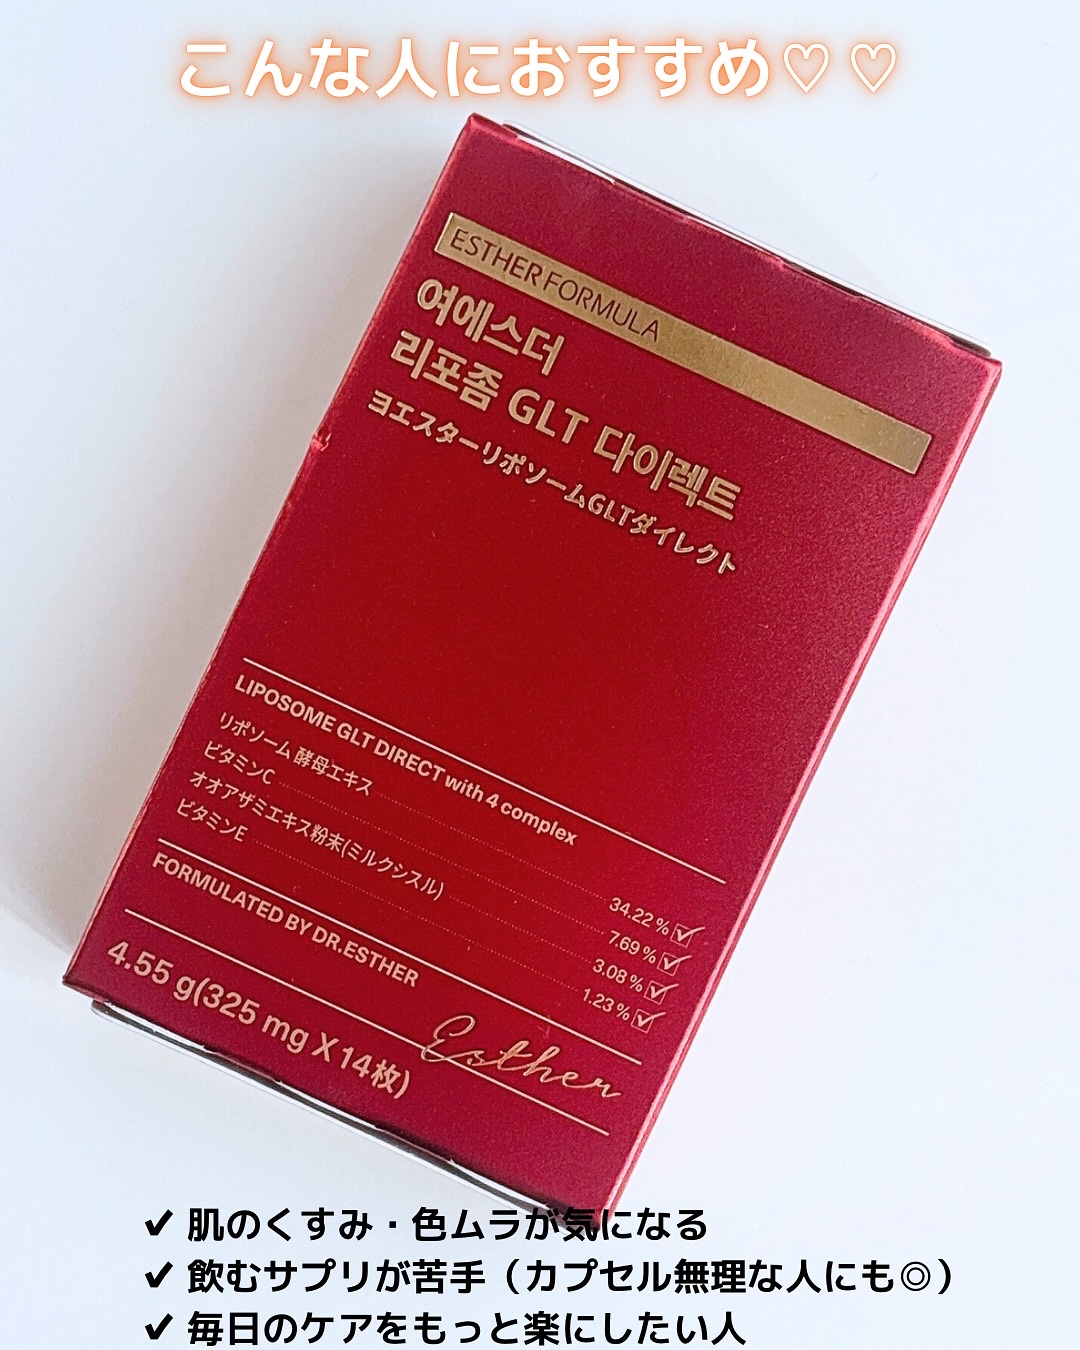 こんな人におすすめ♡♡
ESTHER FORMULA
여에스더
리포좀 GLT 다이렉트
ヨエスターリポソームGLTダイレクト
LIPOSOME GLT DIRECT with 4 complex
リポソーム 酵母エキス 34.22 %
ビタミンC 7.69 %
オオアザミエキス粉末(ミルクシスル) 3.08 %
ビタミンE 1.23 %
FORMULATED BY DR.ESTHER
4.55 g(325 mg X 14枚)
Esther
✔ 肌のくすみ・色ムラが気になる
✔ 飲むサプリが苦手（カプセル無理な人にも◎）
✔ 毎日のケアをもっと楽にしたい人